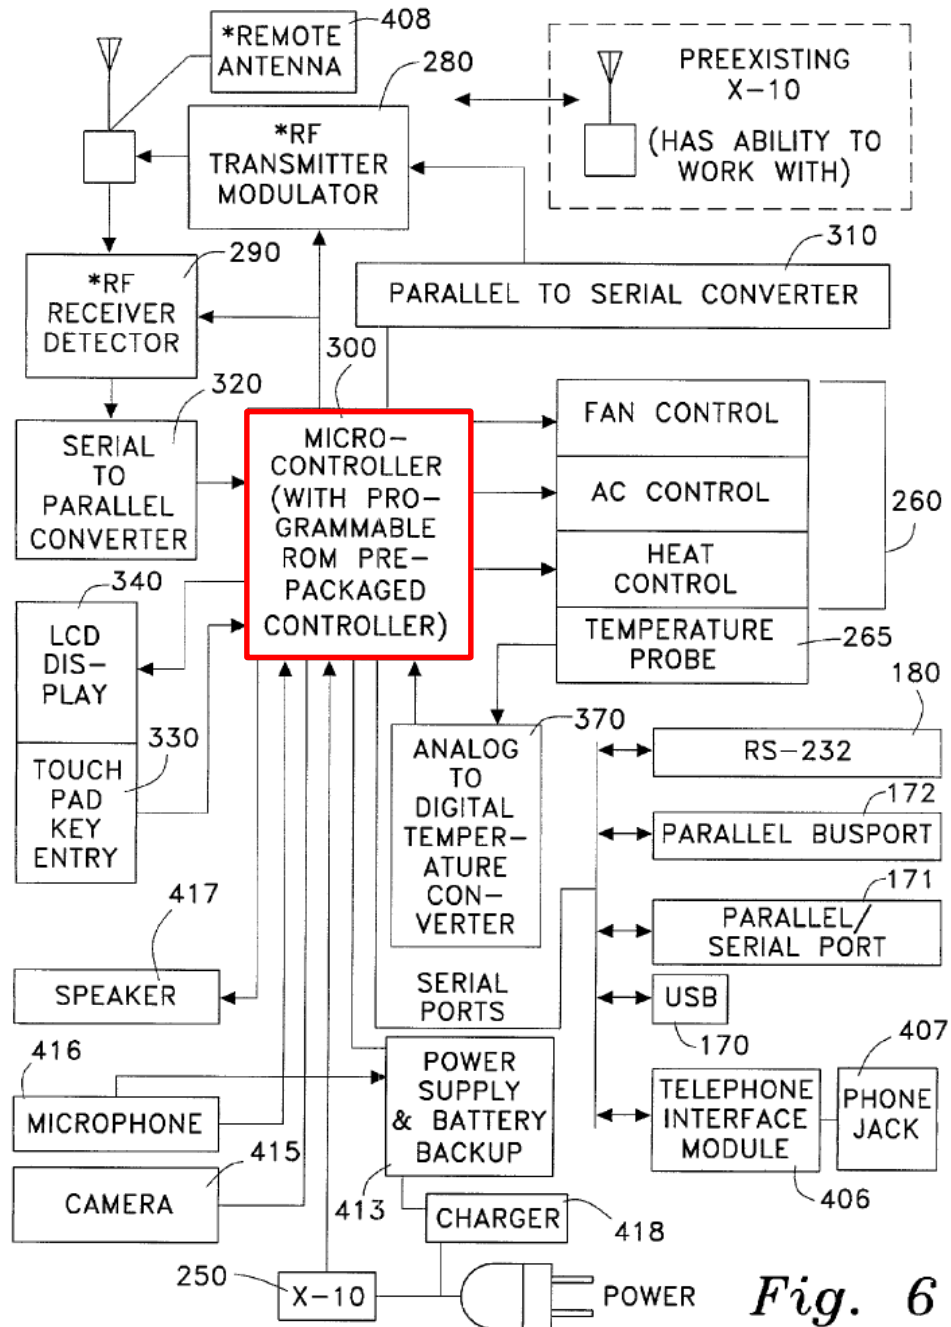 *REMOTE
ANTENNA
408
280
*RF
TRANSMITTER
MODULATOR
PREEXISTING
X-10
(HAS ABILITY TO
WORK WITH)
290
*RF
RECEIVER
DETECTOR
310
PARALLEL TO SERIAL CONVERTER
300
320
SERIAL
TO
PARALLEL
CONVERTER
MICRO-
CONTROLLER
(WITH PRO-
GRAMMABLE
ROM PRE-
PACKAGED
CONTROLLER)
FAN CONTROL
AC CONTROL
HEAT
CONTROL
260
TEMPERATURE
PROBE
265
340
LCD
DIS-
PLAY
330
TOUCH
PAD
KEY
ENTRY
370
ANALOG
TO
DIGITAL
TEMPER-
ATURE
CON-
VERTER
180
RS-232
172
PARALLEL BUSPORT
171
PARALLEL/
SERIAL PORT
USB
170
417
SPEAKER
SERIAL
PORTS
416
MICROPHONE
POWER
SUPPLY
& BATTERY
BACKUP
413
TELEPHONE
INTERFACE
MODULE
406
407
PHONE
JACK
415
CAMERA
CHARGER
418
250
X-10
POWER
Fig. 6